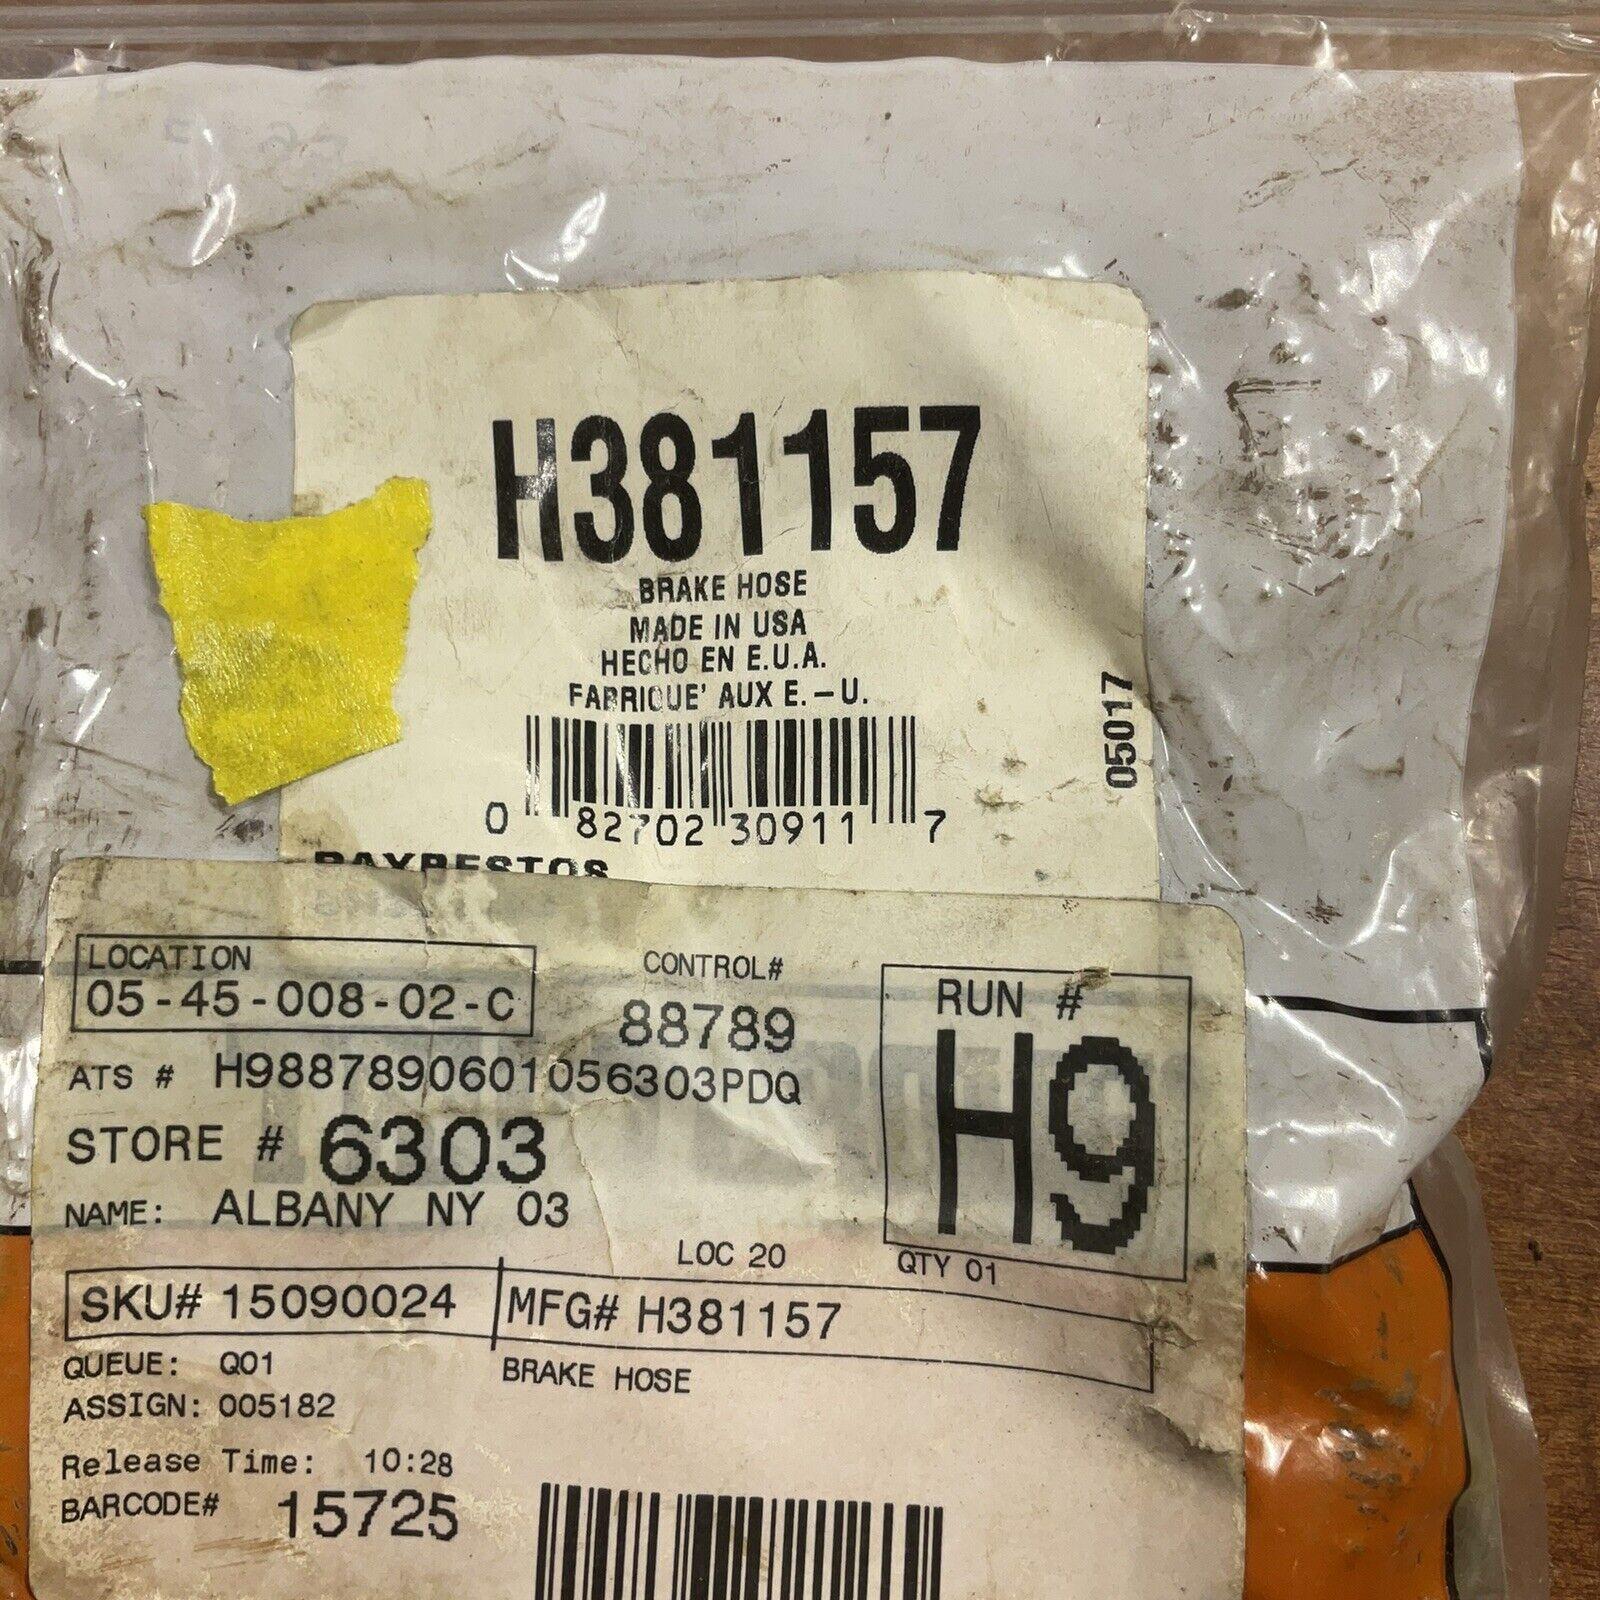 H381157
BRAKE HOSE
MADE IN USA
HECHO EN E.U.A.
FABRIQUE' AUX E.-U.
05017
0 82702 30911 7
RAYBESTOS
LOCATION
05-45-008-02-C
CONTROL#
88789
RUN #
H9
ATS # H9887890601056303PDQ
STORE # 6303
NAME: ALBANY NY 03
LOC 20
QTY 01
SKU# 15090024
MFG# H381157
QUEUE: Q01
BRAKE HOSE
ASSIGN: 005182
Release Time: 10:28
BARCODE# 15725